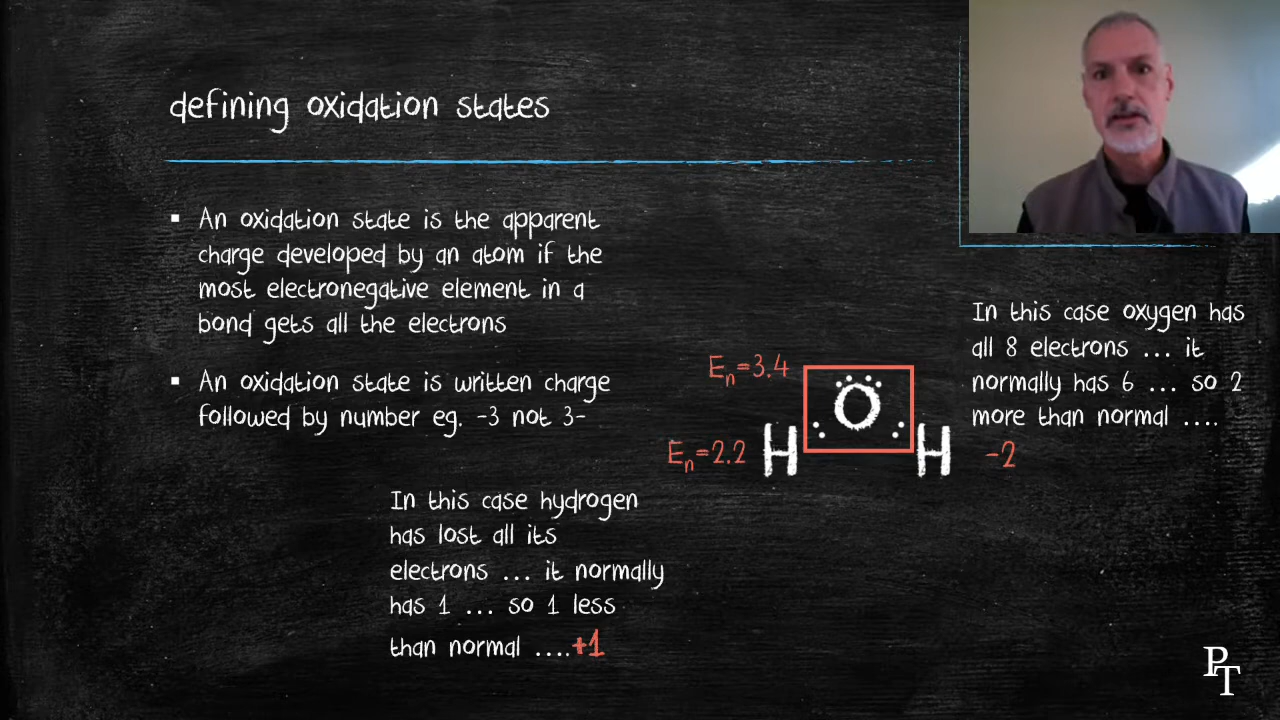 defining oxidation states
▪ An oxidation state is the apparent
charge developed by an atom if the
most electronegative element in a
bond gets all the electrons
▪ An oxidation state is written charge
followed by number eg. -3 not 3-
In this case hydrogen
has lost all its
electrons ... it normally
has 1 ... so 1 less
than normal ....+1
En=3.4
O
En=2.2 H H
In this case oxygen has
all 8 electrons ... it
normally has 6 ... so 2
more than normal ....
-2
PT